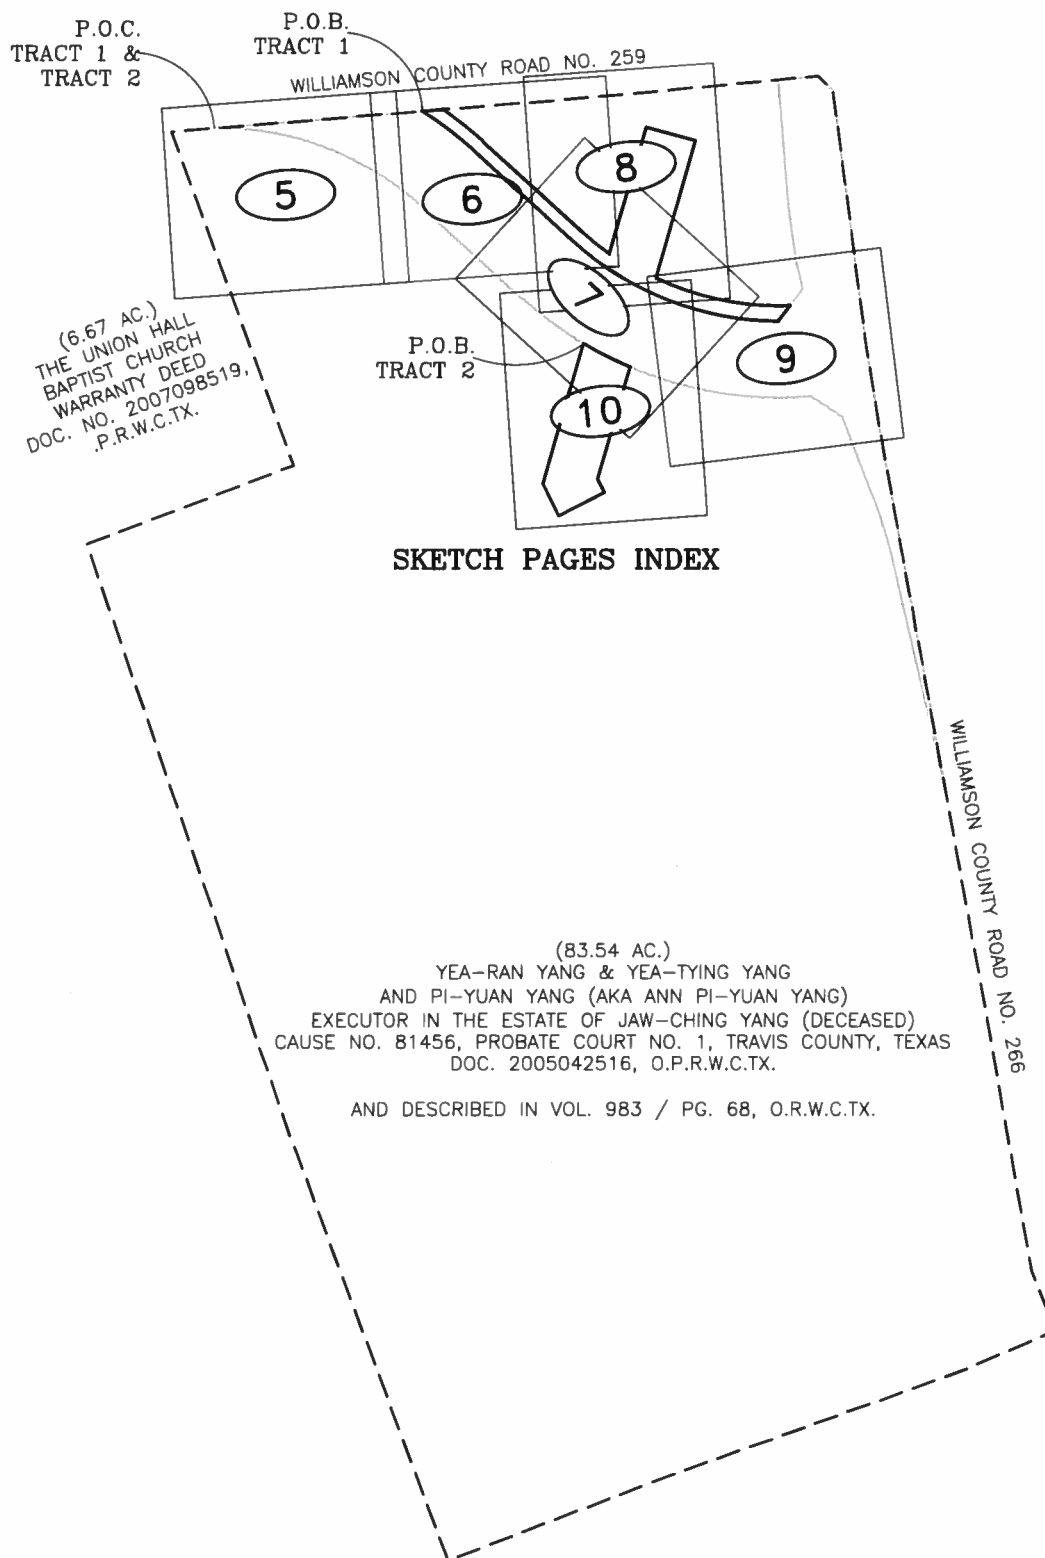 P.O.C.
TRACT 1 &
TRACT 2
P.O.B.
TRACT 1
WILLIAMSON COUNTY ROAD NO. 259
5
6
8
7
(6.67 AC.)
THE UNION HALL
BAPTIST CHURCH
WARRANTY DEED
DOC. NO. 2007098519,
.P.R.W.C.TX.
P.O.B.
TRACT 2
9
10
SKETCH PAGES INDEX
WILLIAMSON COUNTY ROAD NO. 266
(83.54 AC.)
YEA-RAN YANG & YEA-TYING YANG
AND PI-YUAN YANG (AKA ANN PI-YUAN YANG)
EXECUTOR IN THE ESTATE OF JAW-CHING YANG (DECEASED)
CAUSE NO. 81456, PROBATE COURT NO. 1, TRAVIS COUNTY, TEXAS
DOC. 2005042516, O.P.R.W.C.TX.
AND DESCRIBED IN VOL. 983 / PG. 68, O.R.W.C.TX.